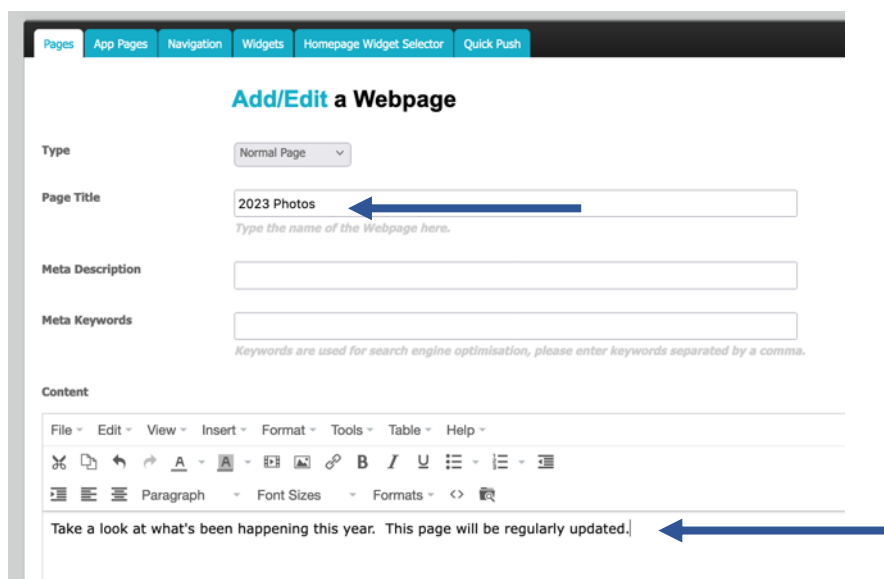 Pages App Pages Navigation Widgets Homepage Widget Selector Quick Push
Add/Edit a Webpage
Type Normal Page
Page Title 2023 Photos
Type the name of the Webpage here.
Meta Description
Meta Keywords
Keywords are used for search engine optimisation, please enter keywords separated by a comma.
Content
File Edit View Insert Format Tools Table Help
A A B I U
Paragraph Font Sizes Formats <>
Take a look at what's been happening this year. This page will be regularly updated.